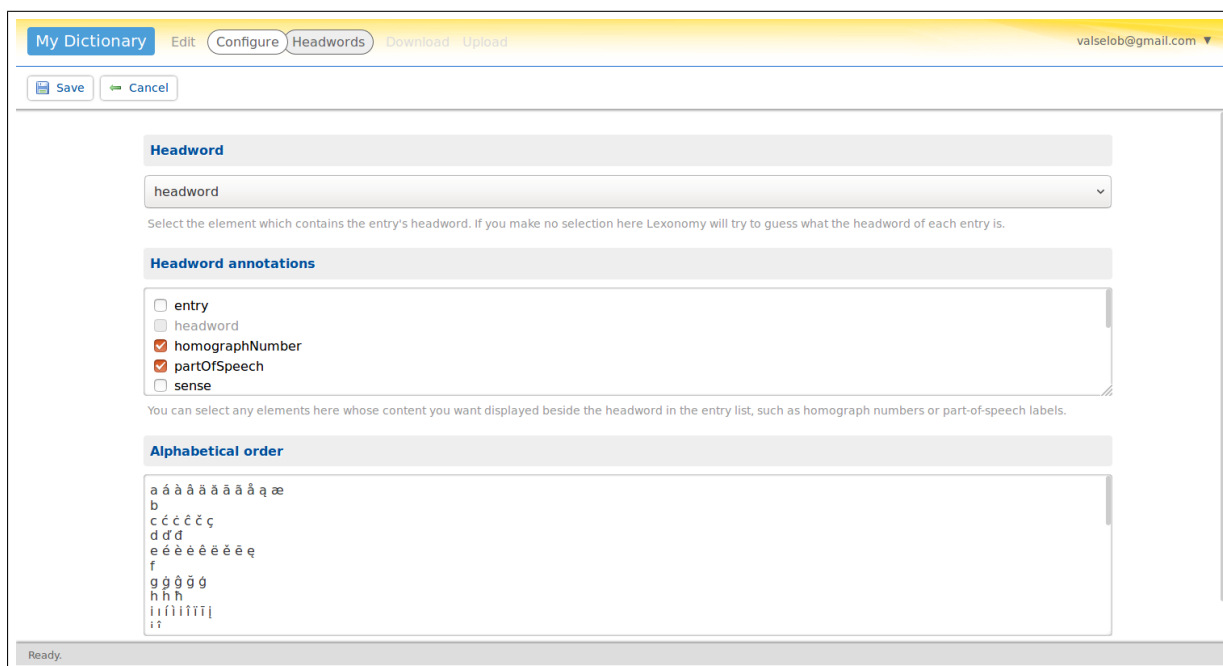 My Dictionary Edit Configure Headwords Download Upload valselob@gmail.com ▼
Save Cancel
Headword
headword
Select the element which contains the entry's headword. If you make no selection here Lexonomy will try to guess what the headword of each entry is.
Headword annotations
entry
headword
homographNumber
partOfSpeech
sense
You can select any elements here whose content you want displayed beside the headword in the entry list, such as homograph numbers or part-of-speech labels.
Alphabetical order
a á à â ä ă ā ã å ą æ
b
c ć ċ ĉ č ç
d ď đ
e é è ė ê ë ě ē ę
f
g ġ ĝ ğ ģ
h ĥ ħ
i ı í ì i î ï ī į
Ready.